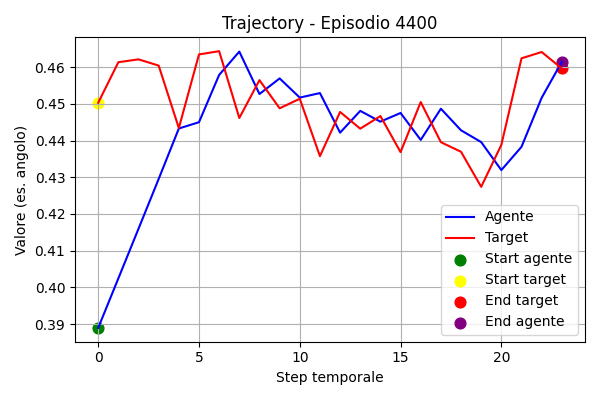 Trajectory - Episodio 4400
Valore (es. angolo)
0.46
0.45
0.44
0.43
0.42
0.41
0.40
0.39
0
5
10
15
20
Step temporale
Agente
Target
Start agente
Start target
End target
End agente